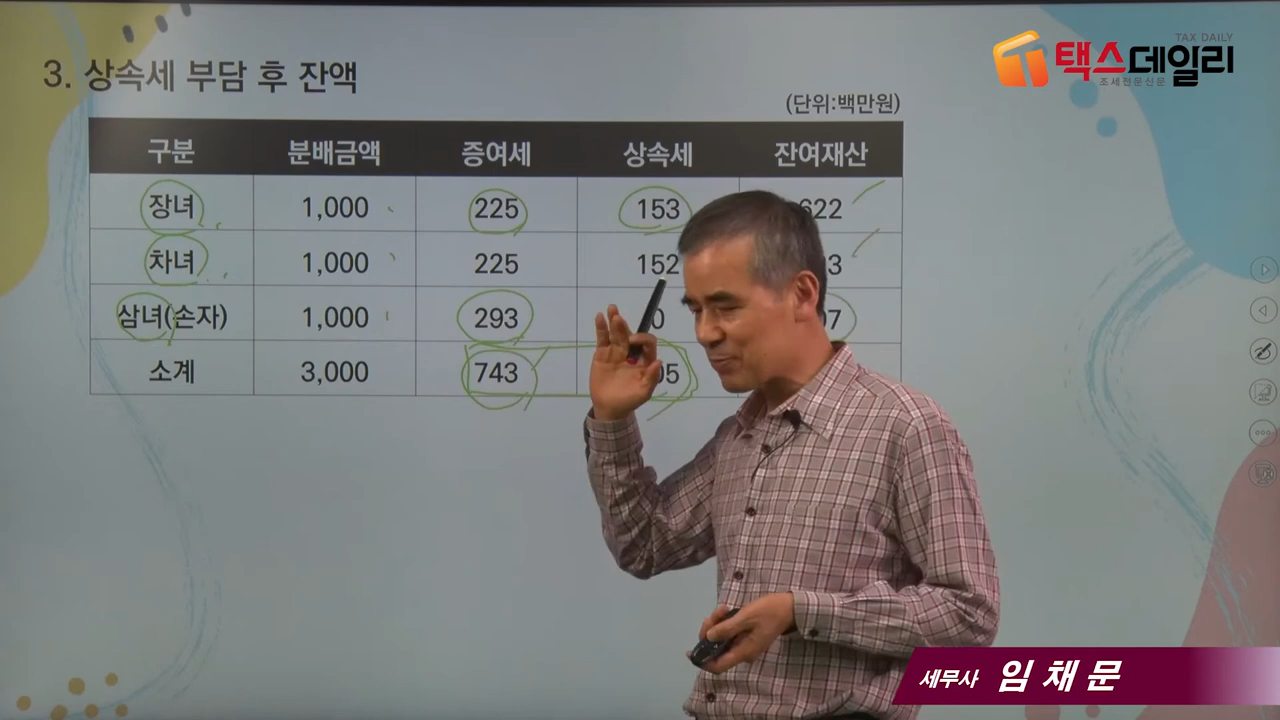 TAX DAILY
택스데일리
조세전문신문
3. 상속세 부담 후 잔액
(단위:백만원)
구분 분배금액 증여세 상속세 잔여재산
장녀 1,000 225 153 622
차녀 1,000 225 152
삼녀(손자) 1,000 293
소계 3,000 743
세무사 임채문